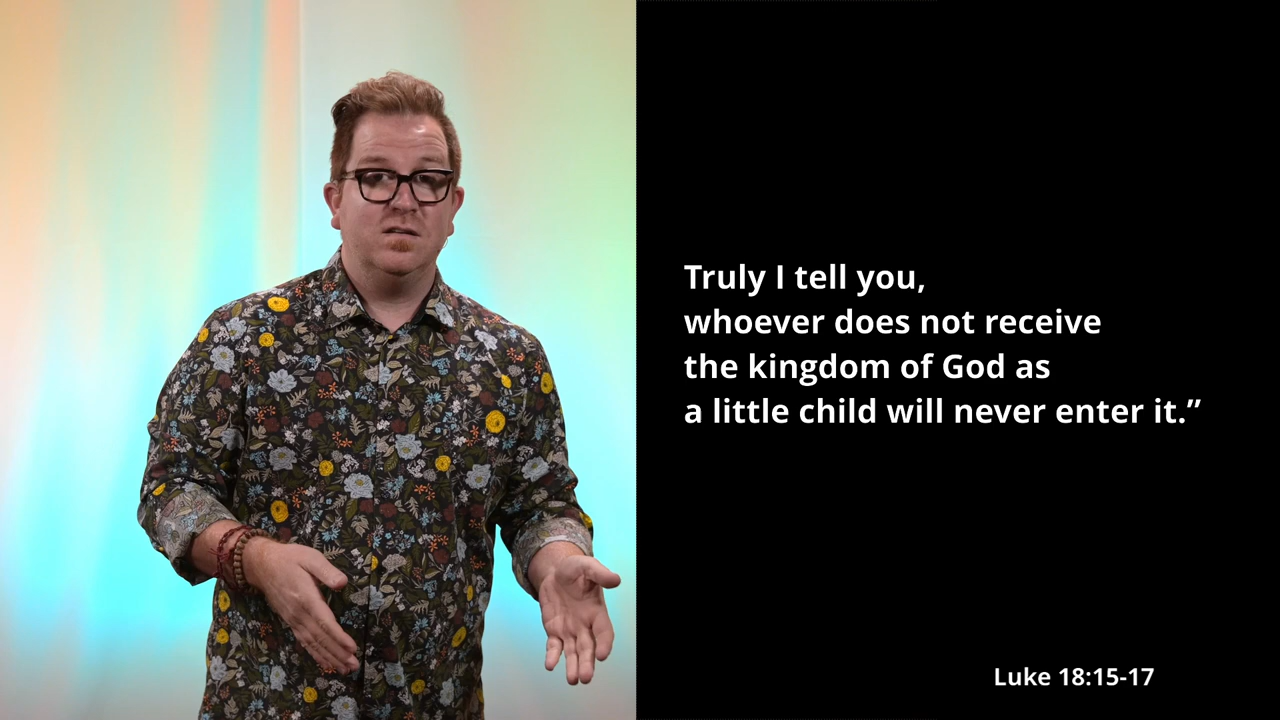 Truly I tell you,
whoever does not receive
the kingdom of God as
a little child will never enter it.”
Luke 18:15-17